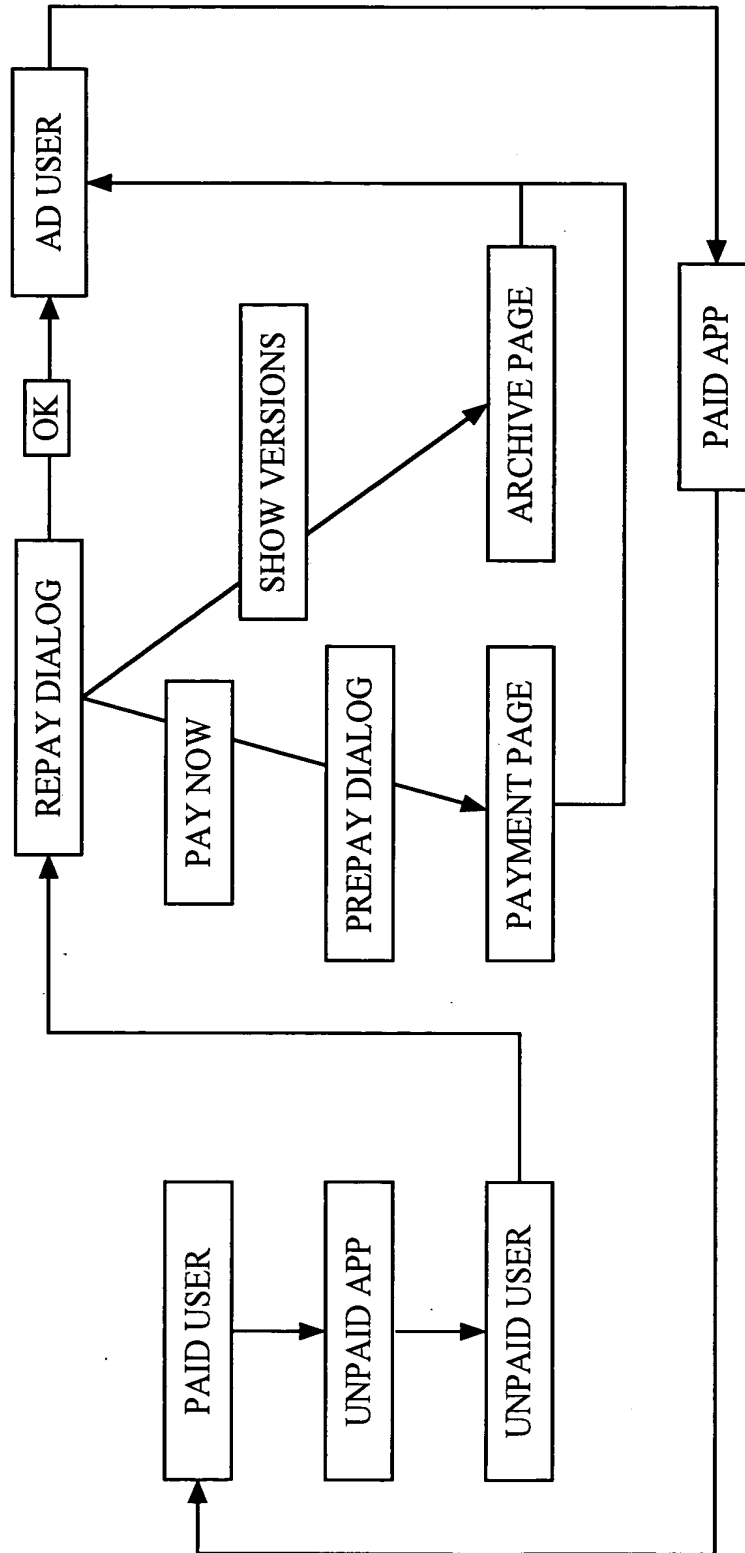 REPAY DIALOG
OK
AD USER
PAID USER
PAY NOW
SHOW VERSIONS
UNPAID APP
PREPAY DIALOG
UNPAID USER
PAYMENT PAGE
ARCHIVE PAGE
PAID APP